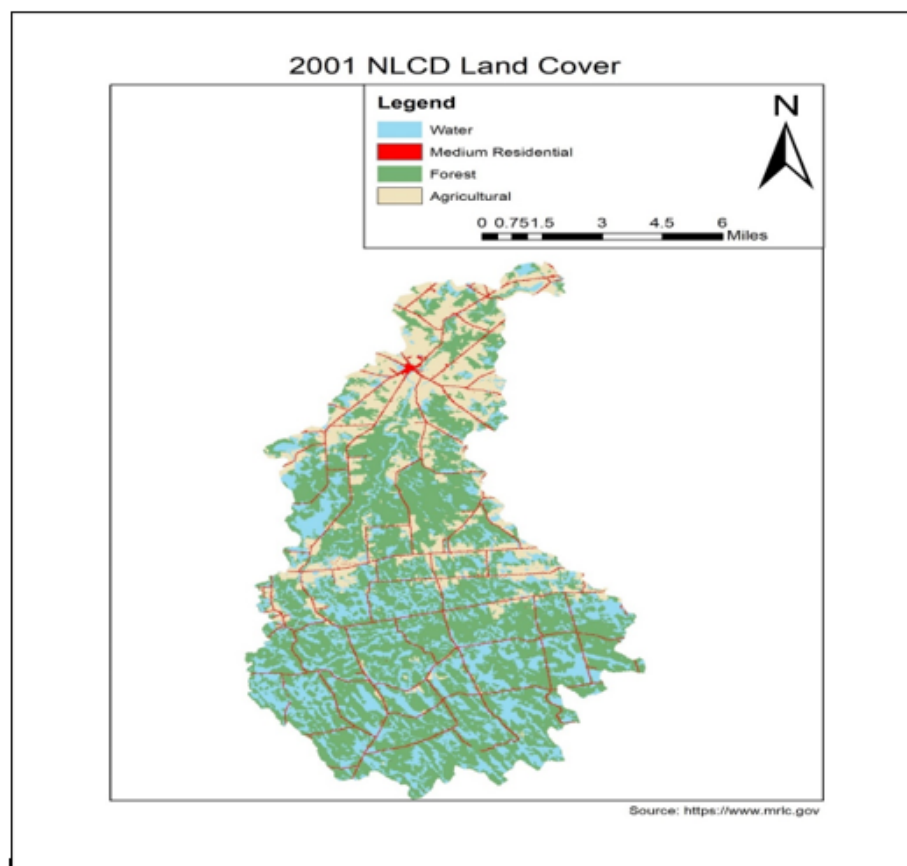 2001 NLCD Land Cover
Legend
N
Water
Medium Residential
Forest
Agricultural
0 0.751.5 3 4.5 6
Miles
Source: https://www.mrlc.gov